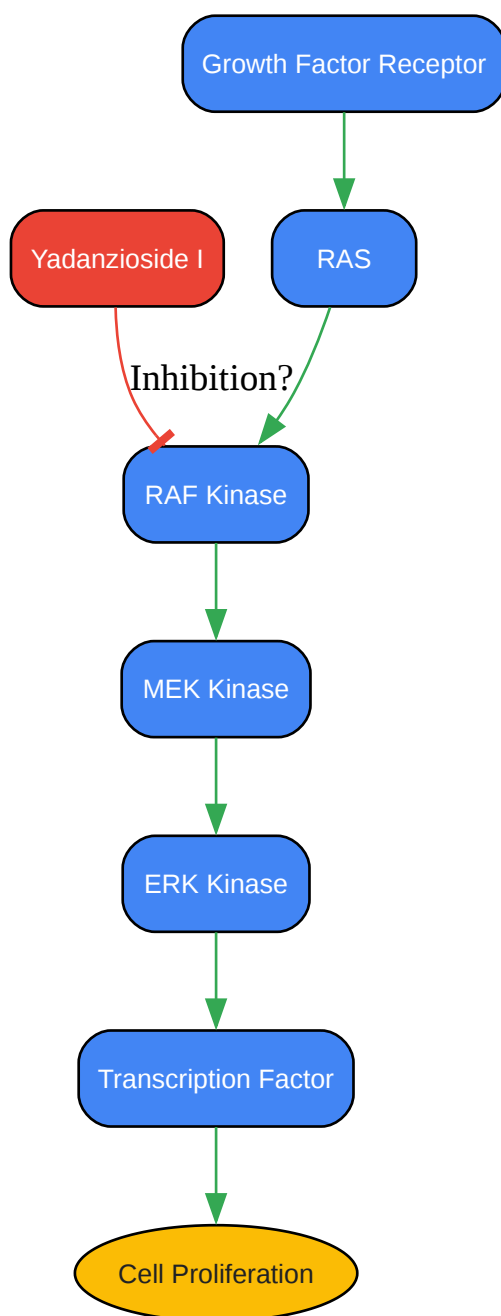 Growth Factor Receptor
Yadanzioside I
RAS
Inhibition?
RAF Kinase
MEK Kinase
ERK Kinase
Transcription Factor
Cell Proliferation